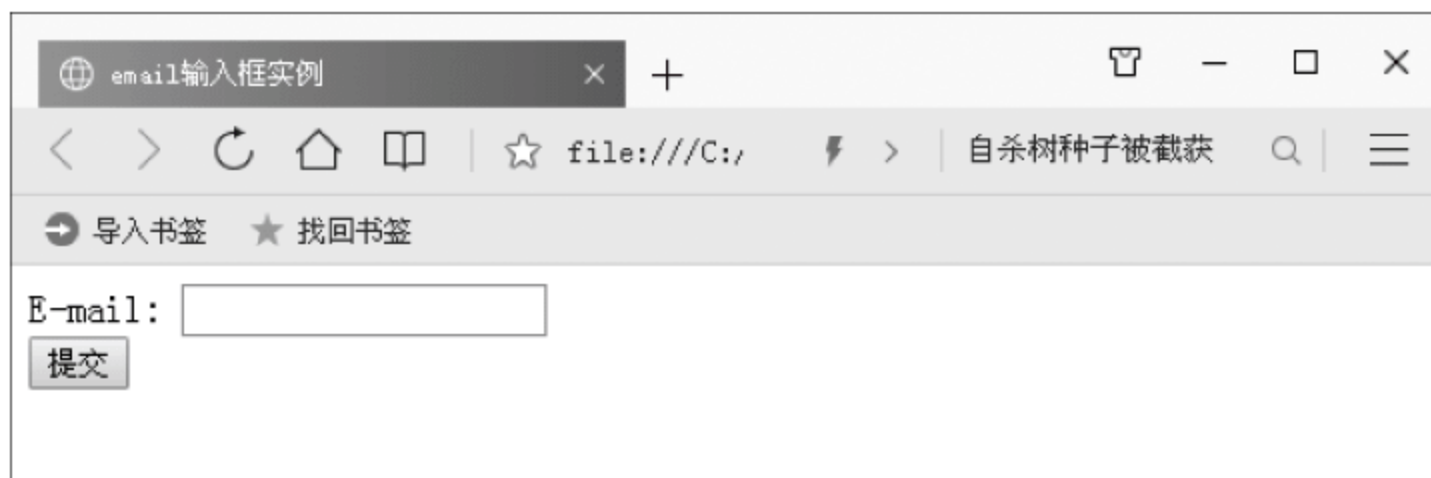 email输入框实例
file:///C:/
自杀树种子被截获
导入书签
找回书签
E-mail:
提交